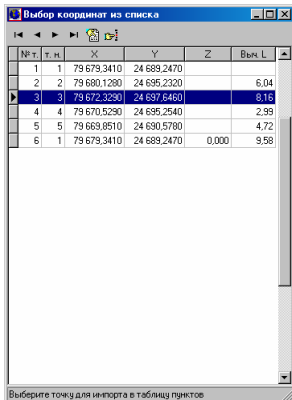 Выбор координат из списка
№ т. т. н. X Y Z Выч. L
1 1 79 679,3410 24 689,2470
2 2 79 680,1280 24 695,2320 6,04
3 3 79 672,3290 24 697,6460 8,16
4 4 79 670,5290 24 695,2540 2,99
5 5 79 669,8510 24 690,5780 4,72
6 1 79 679,3410 24 689,2470 0,000 9,58
Выберите точку для импорта в таблицу пунктов